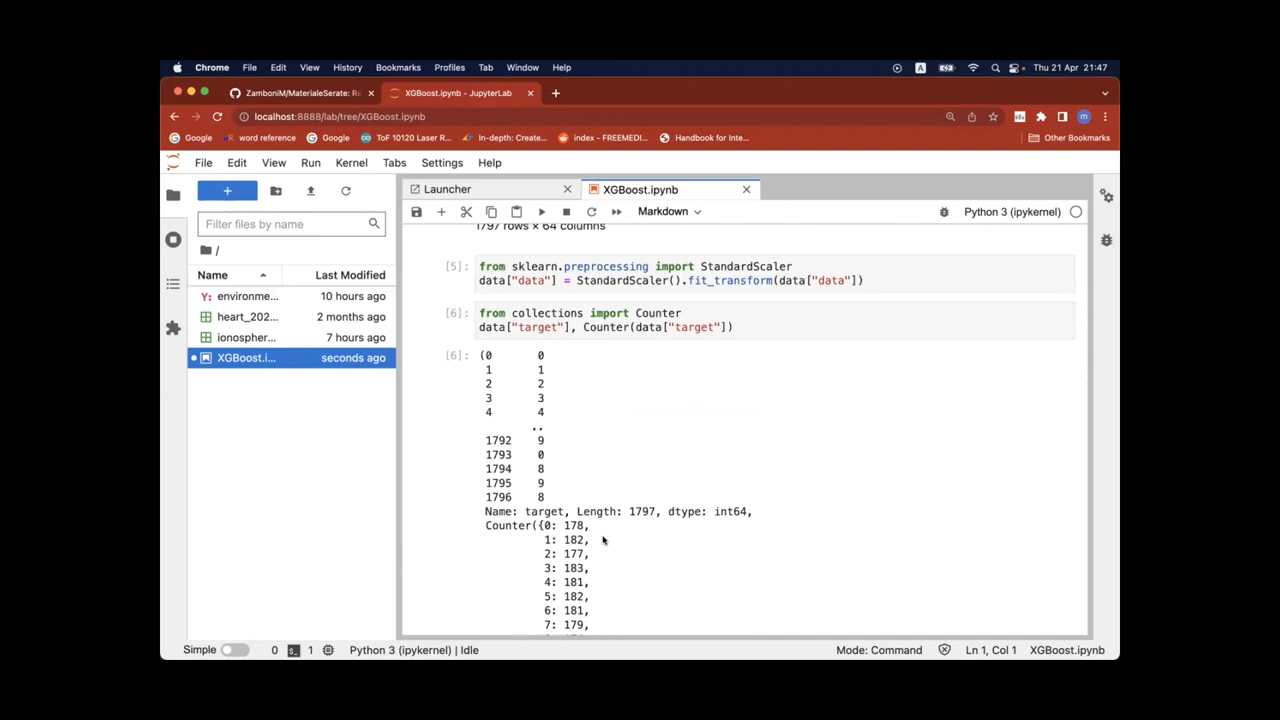 Chrome File Edit View History Bookmarks Profiles Tab Window Help A Thu 21 Apr 21:47
ZamboniM/MaterialeSerate: Re XGBoost.ipynb - JupyterLab
localhost:8888/lab/tree/XGBoost.ipynb m
Google word reference Google ToF 10120 Laser R... In-depth: Create... index - FREEMEDI... Handbook for Inte... Other Bookmarks
File Edit View Run Kernel Tabs Settings Help
Launcher XGBoost.ipynb
Markdown Python 3 (ipykernel)
Filter files by name
/
Name Last Modified
environme... 10 hours ago
heart_202... 2 months ago
ionospher... 7 hours ago
XGBoost.i... seconds ago
1797 rows × 64 columns
[5]: from sklearn.preprocessing import StandardScaler
data["data"] = StandardScaler().fit_transform(data["data"])
[6]: from collections import Counter
data["target"], Counter(data["target"])
[6]: (0 0
1 1
2 2
3 3
4 4
..
1792 9
1793 0
1794 8
1795 9
1796 8
Name: target, Length: 1797, dtype: int64,
Counter({0: 178,
1: 182,
2: 177,
3: 183,
4: 181,
5: 182,
6: 181,
7: 179,
Simple 0 1 Python 3 (ipykernel) | Idle Mode: Command Ln 1, Col 1 XGBoost.ipynb